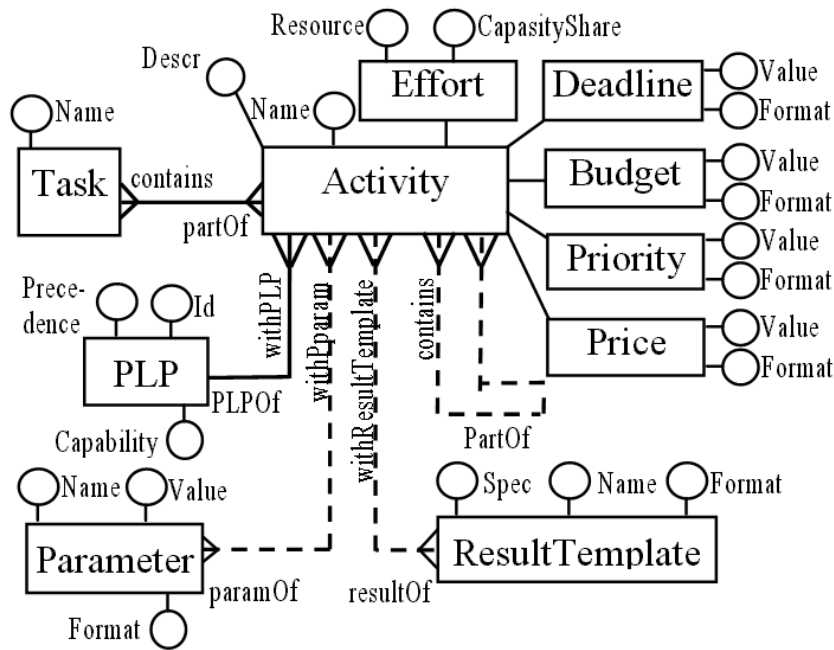 Resource
CapasityShare
Descr
Effort
Deadline
Value
Format
Name
Name
Task
contains
partOf
Activity
Budget
Value
Format
Priority
Value
Format
Prece-
dence
Id
PLP
PLPOf
Capability
withPLP
withPparam
withResultTemplate
contains
PartOf
Price
Value
Format
Name
Value
Parameter
paramOf
Format
resultOf
Spec
Name
Format
ResultTemplate